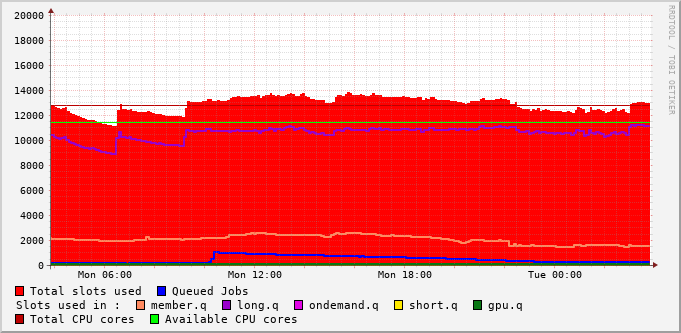 20000
18000
16000
14000
12000
10000
8000
6000
4000
2000
0
Mon 06:00 Mon 12:00 Mon 18:00 Tue 00:00
RRDTOOL / TOBI OETIKER
Total slots used Queued Jobs
Slots used in : member.q long.q ondemand.q short.q gpu.q
Total CPU cores Available CPU cores